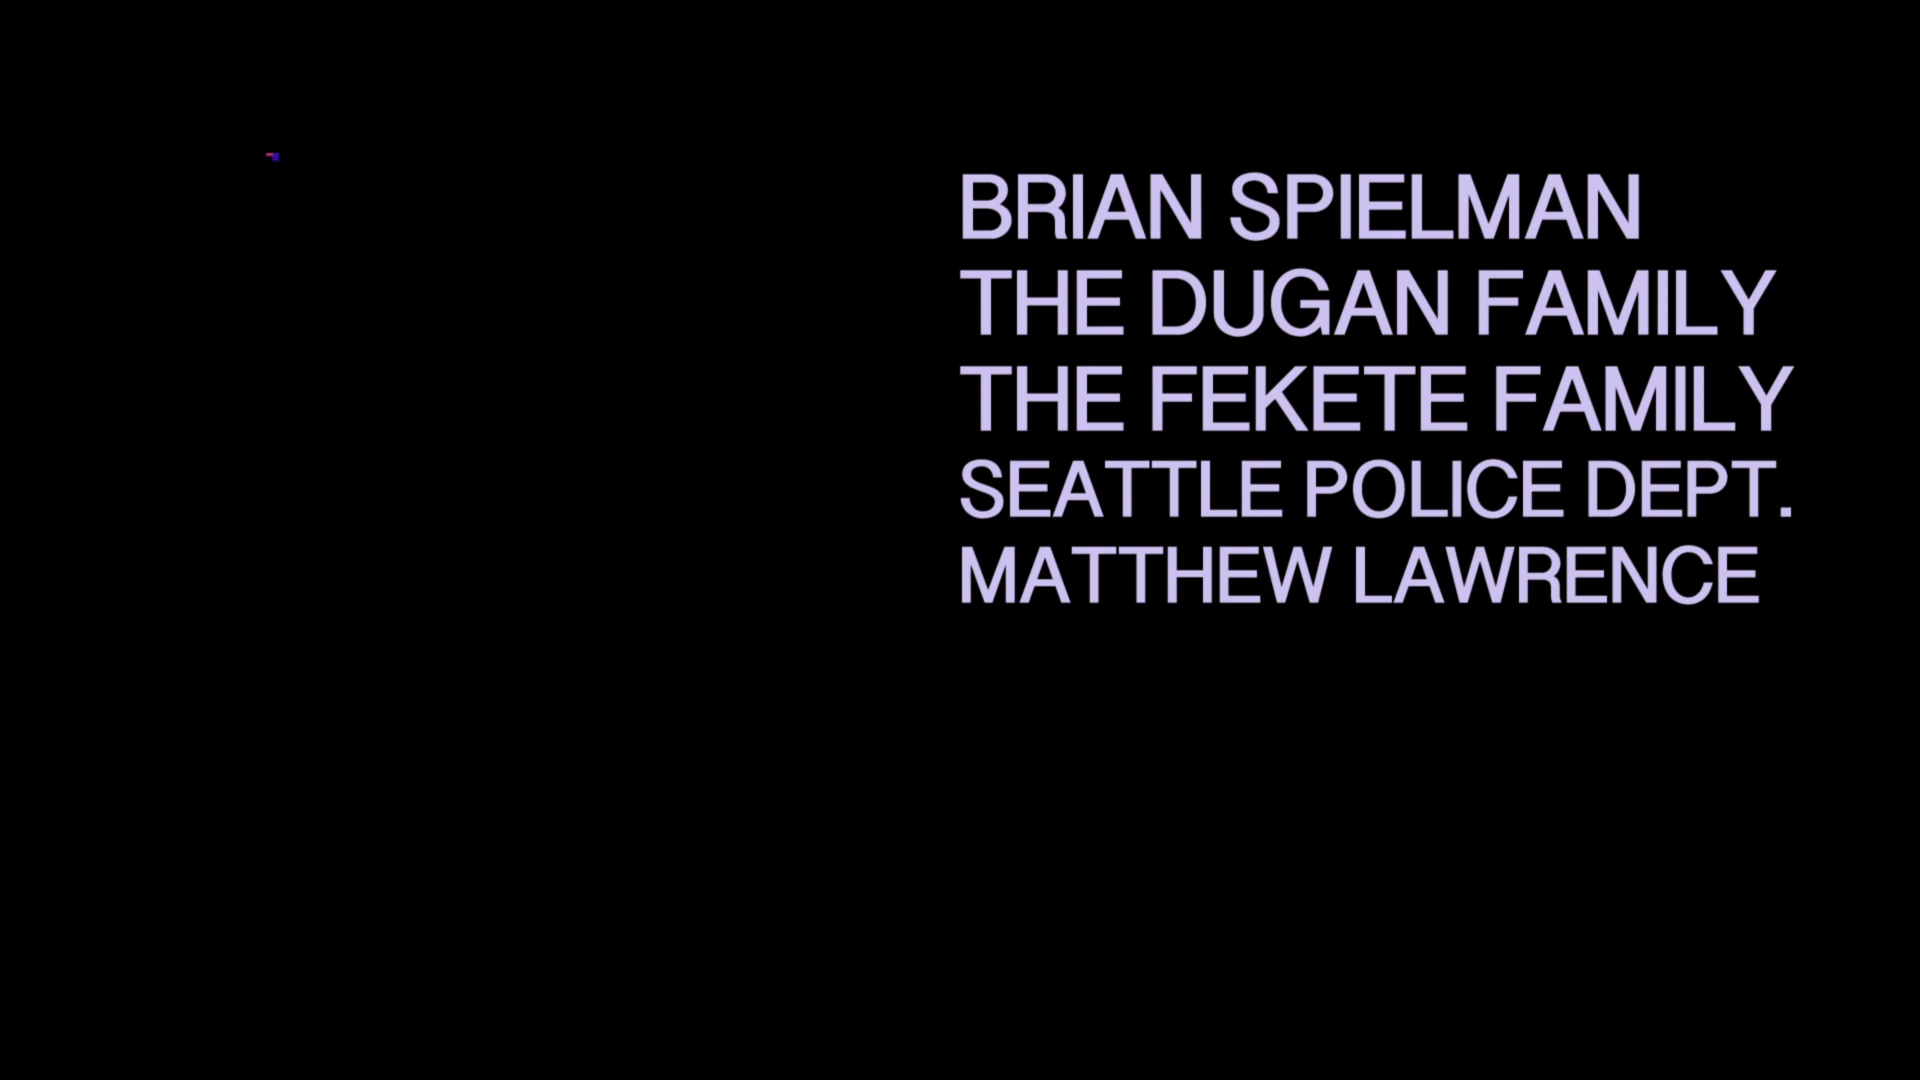 BRIAN SPIELMAN
THE DUGAN FAMILY
THE FEKETE FAMILY
SEATTLE POLICE DEPT.
MATTHEW LAWRENCE